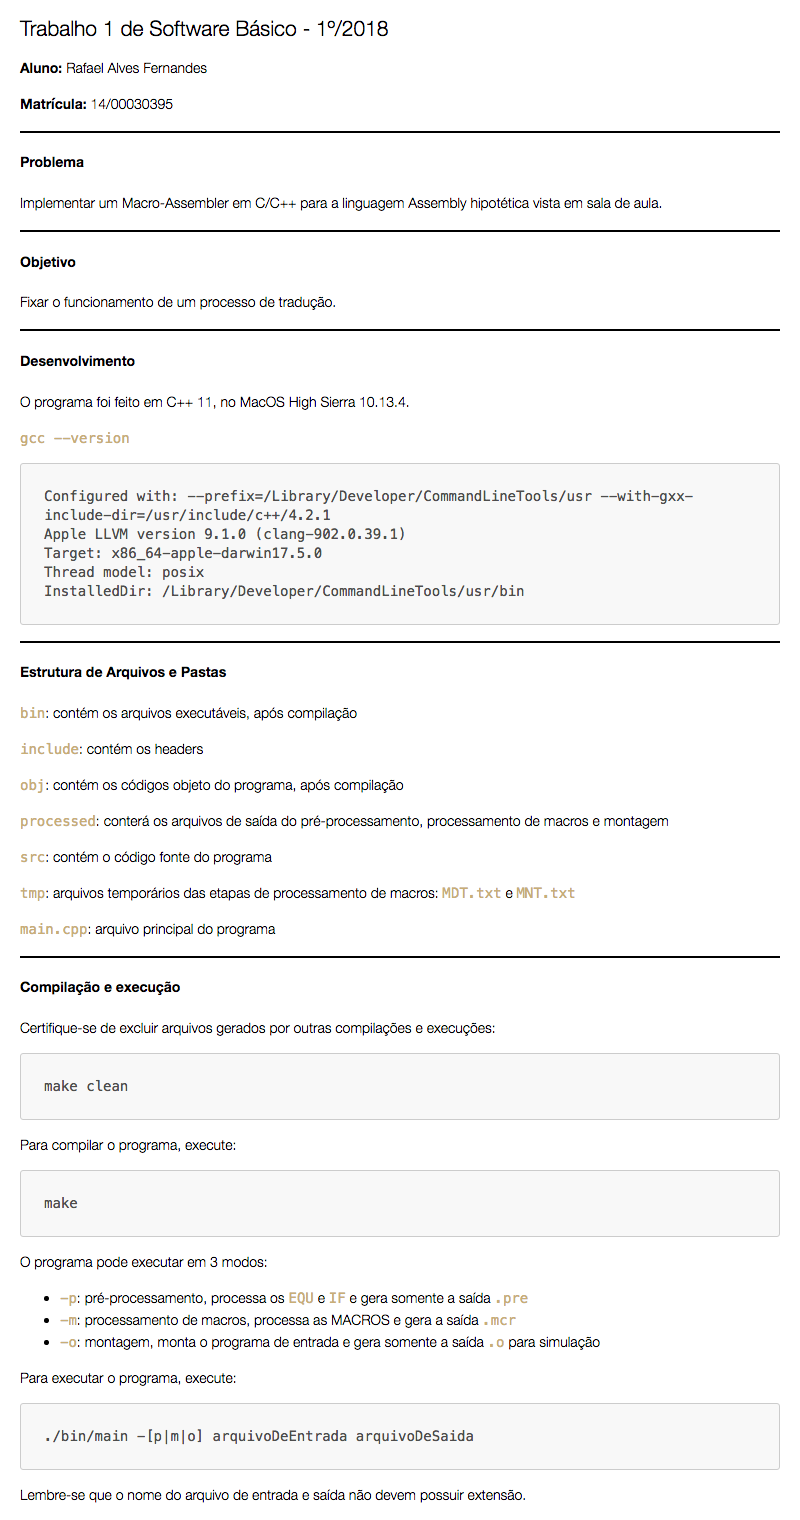 Trabalho 1 de Software Básico - 1º/2018
Aluno: Rafael Alves Fernandes
Matrícula: 14/00030395
Problema
Implementar um Macro-Assembler em C/C++ para a linguagem Assembly hipotética vista em sala de aula.
Objetivo
Fixar o funcionamento de um processo de tradução.
Desenvolvimento
O programa foi feito em C++ 11, no MacOS High Sierra 10.13.4.
gcc --version
Configured with: --prefix=/Library/Developer/CommandLineTools/usr --with-gxx-
include-dir=/usr/include/c++/4.2.1
Apple LLVM version 9.1.0 (clang-902.0.39.1)
Target: x86_64-apple-darwin17.5.0
Thread model: posix
InstalledDir: /Library/Developer/CommandLineTools/usr/bin
Estrutura de Arquivos e Pastas
bin: contém os arquivos executáveis, após compilação
include: contém os headers
obj: contém os códigos objeto do programa, após compilação
processed: conterá os arquivos de saída do pré-processamento, processamento de macros e montagem
src: contém o código fonte do programa
tmp: arquivos temporários das etapas de processamento de macros: MDT.txt e MNT.txt
main.cpp: arquivo principal do programa
Compilação e execução
Certifique-se de excluir arquivos gerados por outras compilações e execuções:
make clean
Para compilar o programa, execute:
make
O programa pode executar em 3 modos:
• -p: pré-processamento, processa os EQU e IF e gera somente a saída .pre
• -m: processamento de macros, processa as MACROS e gera a saída .mcr
• -o: montagem, monta o programa de entrada e gera somente a saída .o para simulação
Para executar o programa, execute:
./bin/main -[p|m|o] arquivoDeEntrada arquivoDeSaida
Lembre-se que o nome do arquivo de entrada e saída não devem possuir extensão.